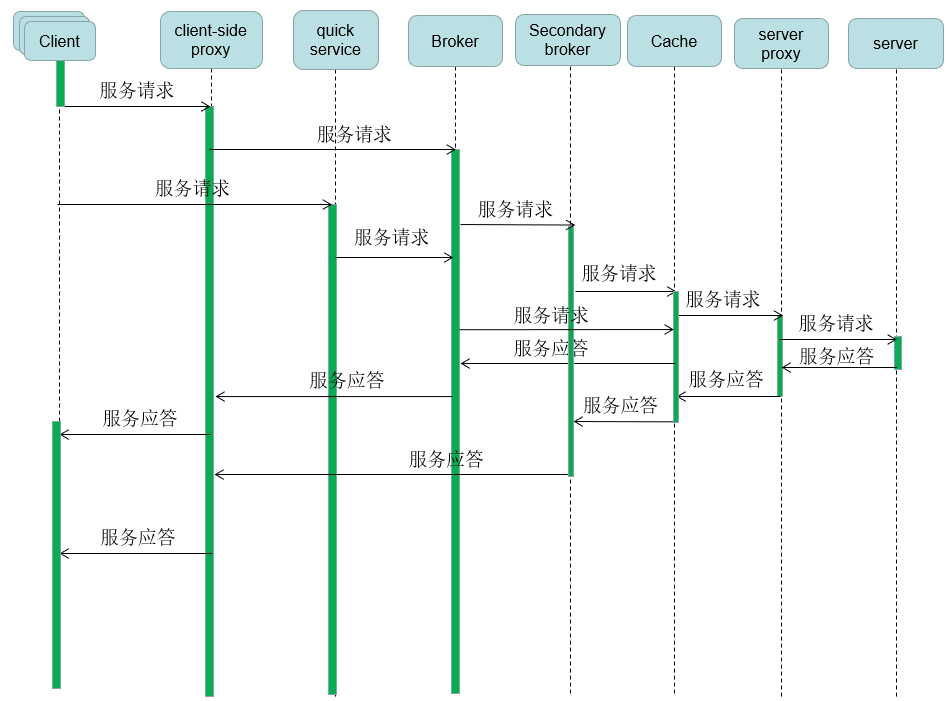 Client
client-side
proxy
quick
service
Broker
Secondary
broker
Cache
server
proxy
server
服务请求
服务请求
服务请求
服务请求
服务请求
服务请求
服务请求
服务请求
服务请求
服务应答
服务应答
服务应答
服务应答
服务应答
服务应答
服务应答
服务应答